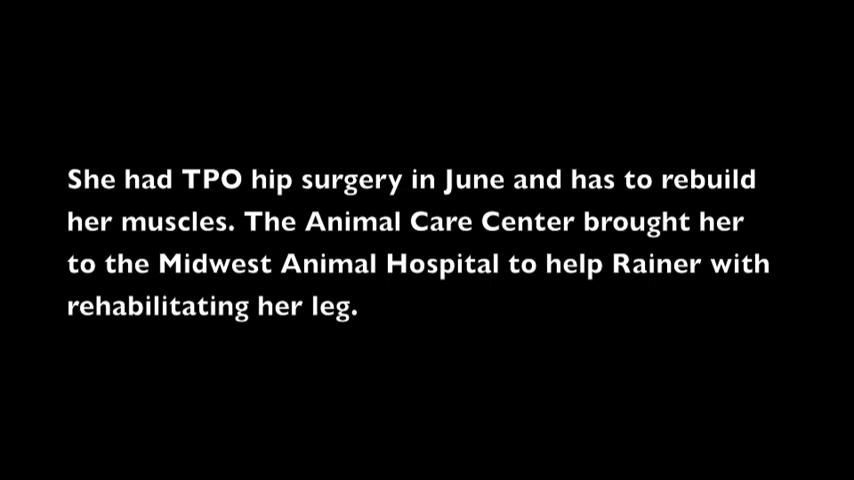 She had TPO hip surgery in June and has to rebuild
her muscles. The Animal Care Center brought her
to the Midwest Animal Hospital to help Rainer with
rehabilitating her leg.